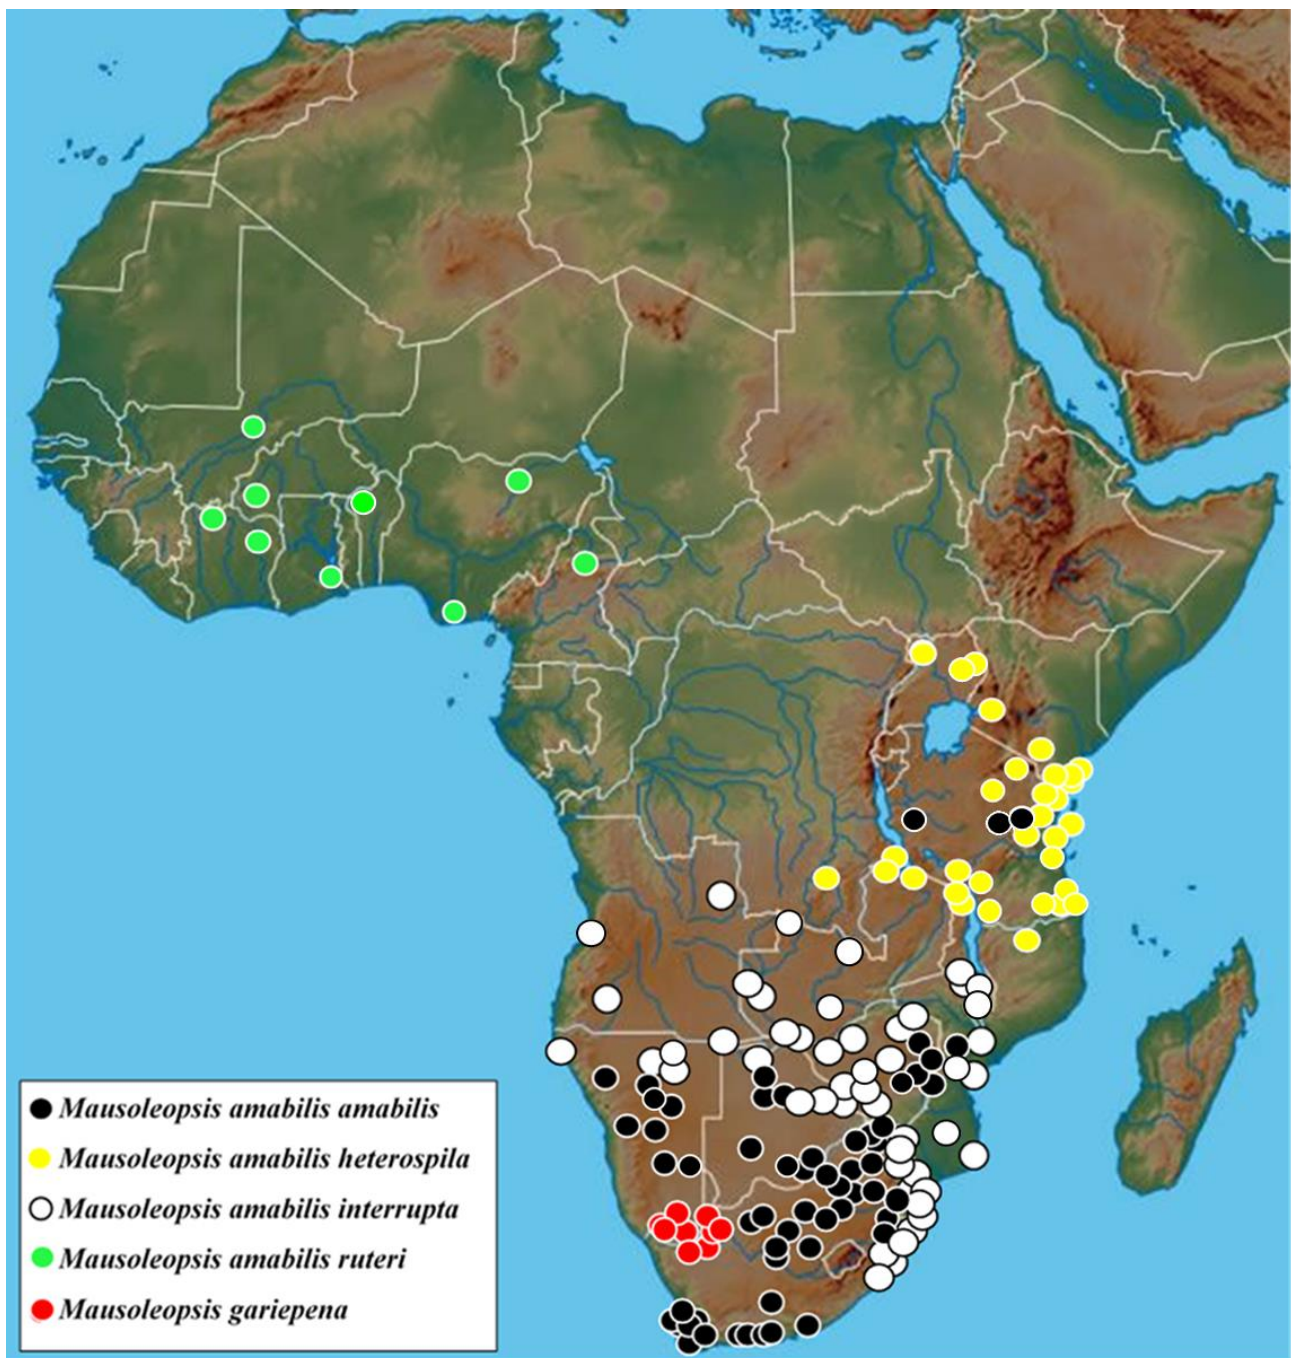 Mausoleopsis amabilis amabilis
Mausoleopsis amabilis heterospila
Mausoleopsis amabilis interrupta
Mausoleopsis amabilis ruteri
Mausoleopsis gariepena